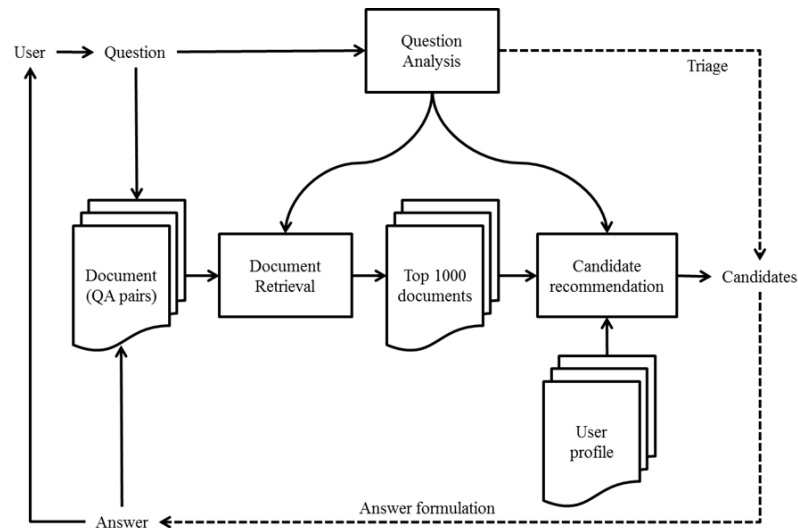 User
Question
Question
Analysis
Triage
Document
(QA pairs)
Document
Retrieval
Top 1000
documents
Candidate
recommendation
Candidates
User
profile
Answer
Answer formulation